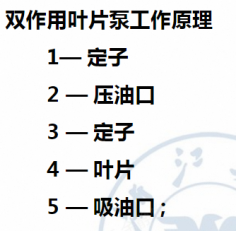 双作用叶片泵工作原理
1— 定子
2 — 压油口
3 — 定子
4 — 叶片
5 — 吸油口 ;